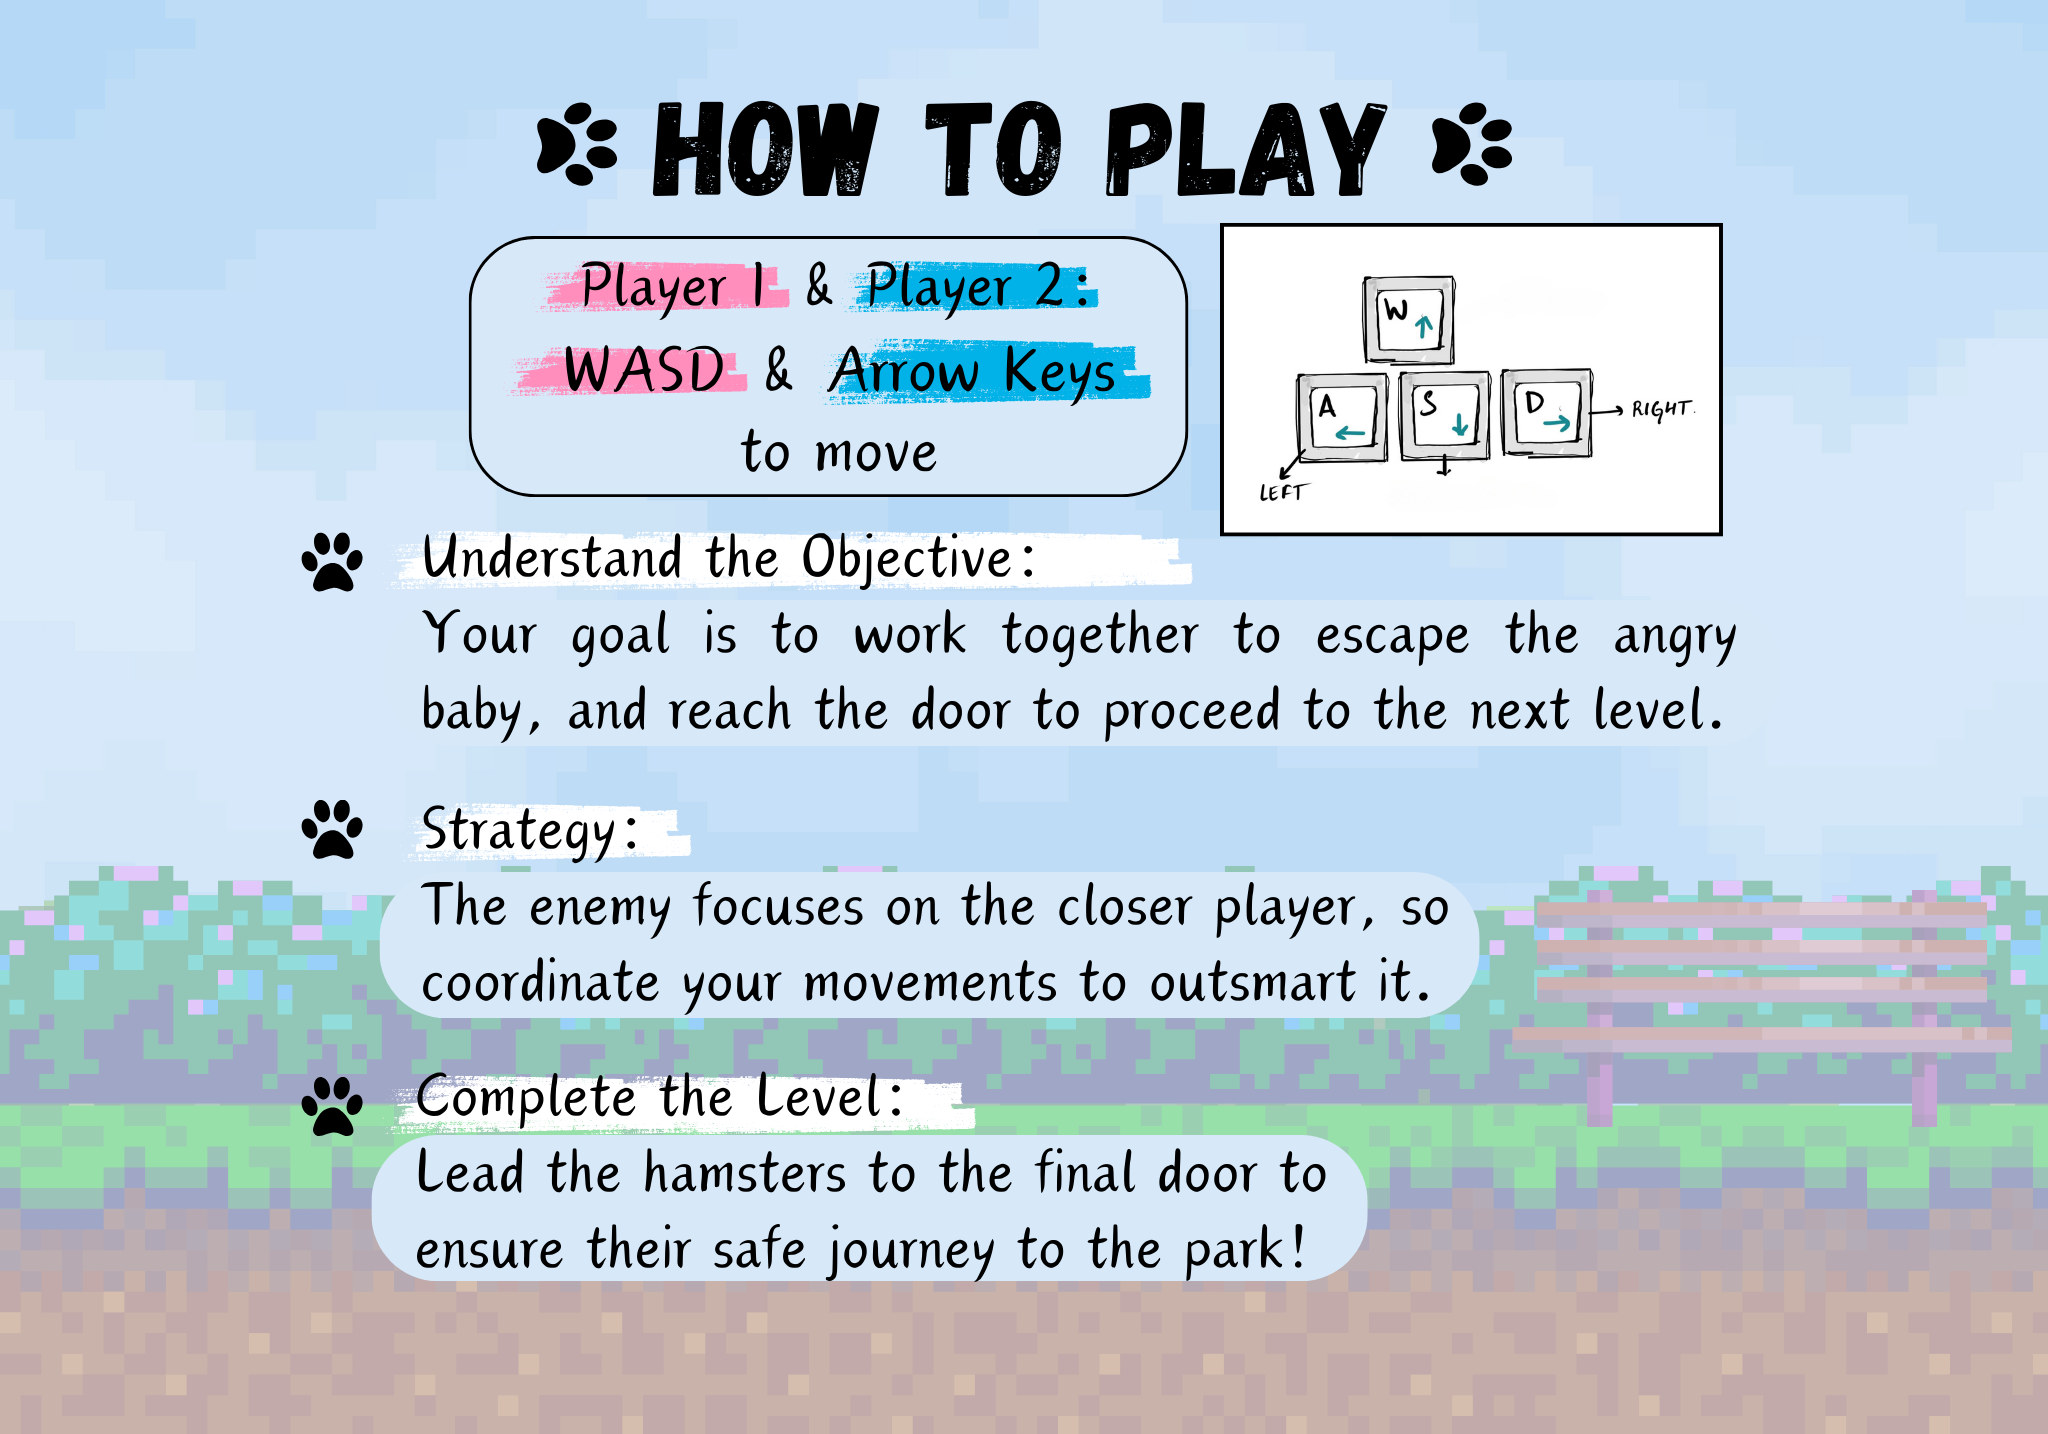 HOW TO PLAY
Player 1 & Player 2:
WASD & Arrow Keys
to move
W
A S D
RIGHT.
LEFT
Understand the Objective:
Your goal is to work together to escape the angry
baby, and reach the door to proceed to the next level.
Strategy:
The enemy focuses on the closer player, so
coordinate your movements to outsmart it.
Complete the Level:
Lead the hamsters to the final door to
ensure their safe journey to the park!